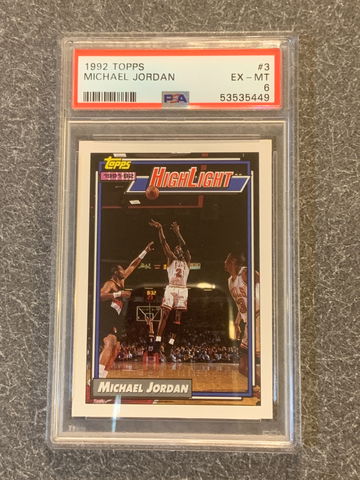 1992 TOPPS #3
MICHAEL JORDAN EX - MT
6
PSA 53535449
Topps
HIGHLIGHT
MICHAEL JORDAN